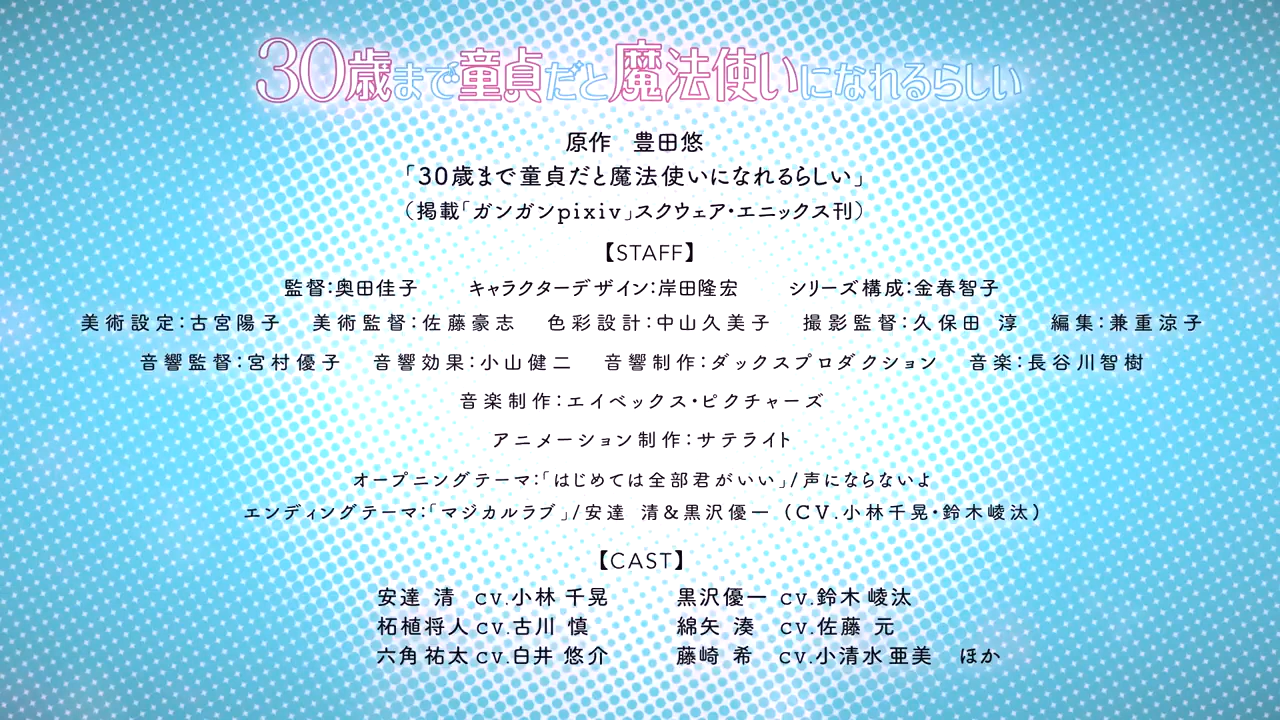 30歳まで童貞だと魔法使いになれるらしい
原作　豊田悠
「30歳まで童貞だと魔法使いになれるらしい」
（掲載「ガンガンpixiv」スクウェア・エニックス刊）
【STAFF】
監督：奥田佳子　キャラクターデザイン：岸田隆宏　シリーズ構成：金春智子
美術設定：古宮陽子　美術監督：佐藤豪志　色彩設計：中山久美子　撮影監督：久保田 淳　編集：兼重涼子
音響監督：宮村優子　音響効果：小山健二　音響制作：ダックスプロダクション　音楽：長谷川智樹
音楽制作：エイベックス・ピクチャーズ
アニメーション制作：サテライト
オープニングテーマ：「はじめては全部君がいい」/声にならないよ
エンディングテーマ：「マジカルラブ」/安達 清＆黒沢優一（CV.小林千晃・鈴木崚汰）
【CAST】
安達 清 cv.小林 千晃　黒沢優一 cv.鈴木 崚汰
柘植将人 cv.古川 慎　綿矢 湊 cv.佐藤 元
六角 祐太 cv.白井 悠介　藤崎 希 cv.小清水 亜美　ほか